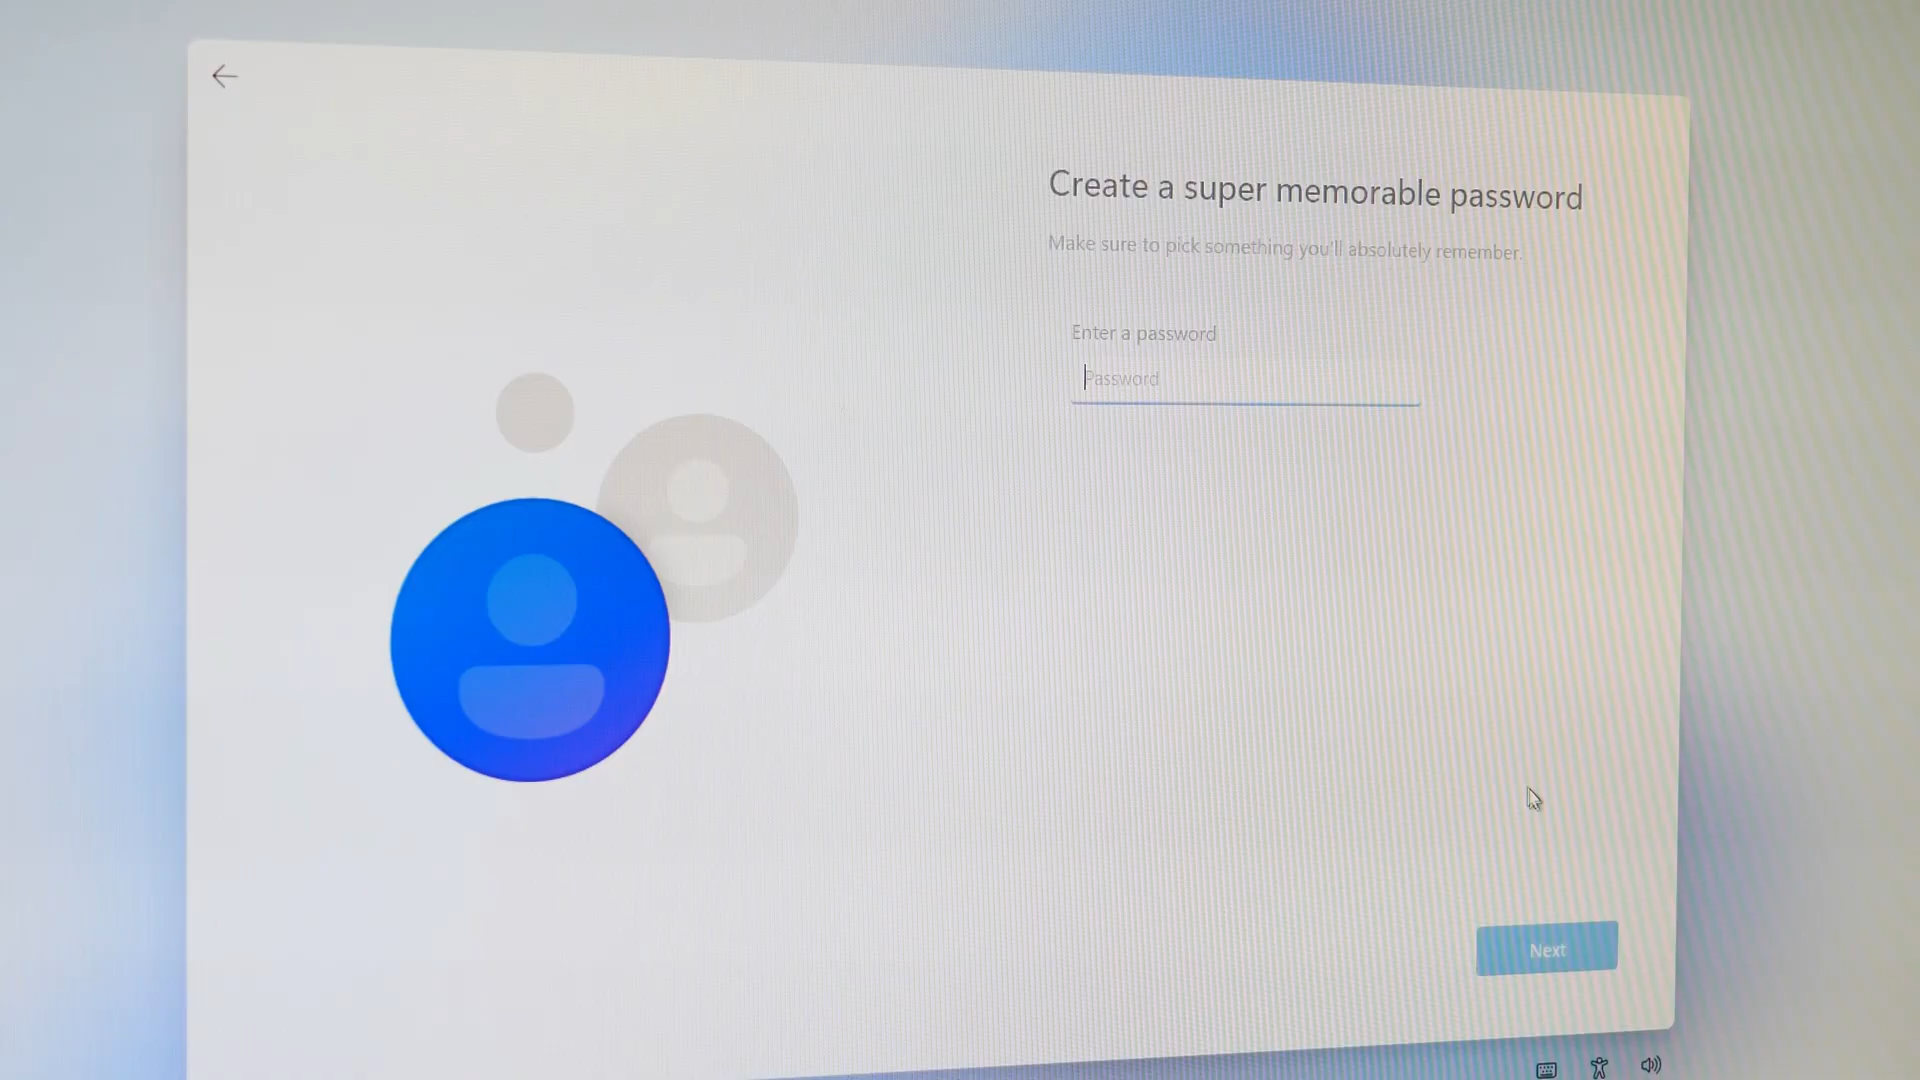 Create a super memorable password
Make sure to pick something you'll absolutely remember.
Enter a password
Password
Next